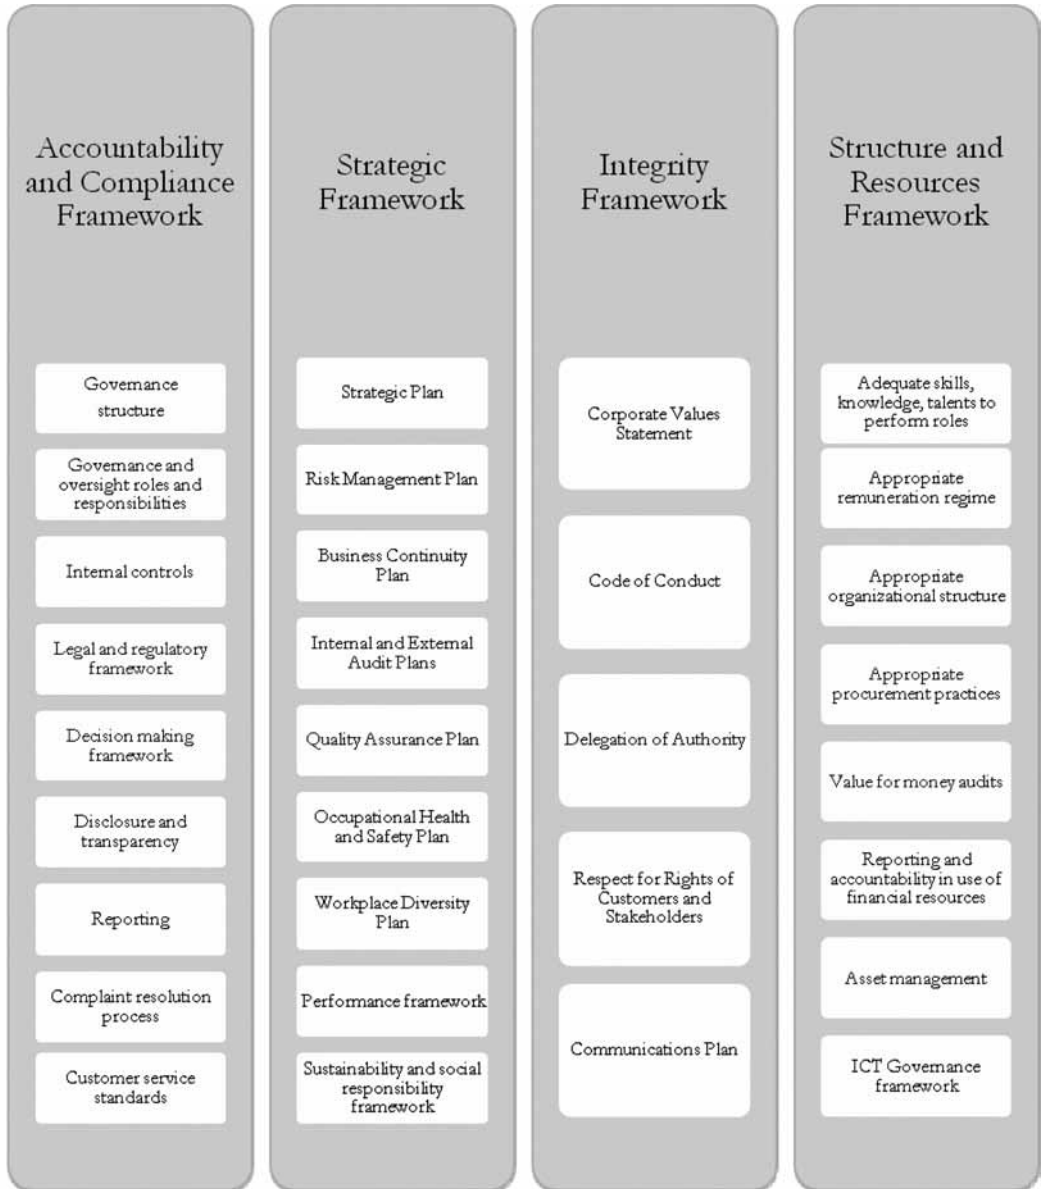 Accountability
and Compliance
Framework
Governance
structure
Governance and
oversight roles and
responsibilities
Internal controls
Legal and regulatory
framework
Decision making
framework
Disclosure and
transparency
Reporting
Complaint resolution
process
Customer service
standards
Strategic
Framework
Strategic Plan
Risk Management Plan
Business Continuity
Plan
Internal and External
Audit Plans
Quality Assurance Plan
Occupational Health
and Safety Plan
Workplace Diversity
Plan
Performance framework
Sustainability and social
responsibility
framework
Integrity
Framework
Corporate Values
Statement
Code of Conduct
Delegation of Authority
Respect for Rights of
Customers and
Stakeholders
Communications Plan
Structure and
Resources
Framework
Adequate skills,
knowledge, talents to
perform roles
Appropriate
remuneration regime
Appropriate
organizational structure
Appropriate
procurement practices
Value for money audits
Reporting and
accountability in use of
financial resources
Asset management
ICT Governance
framework